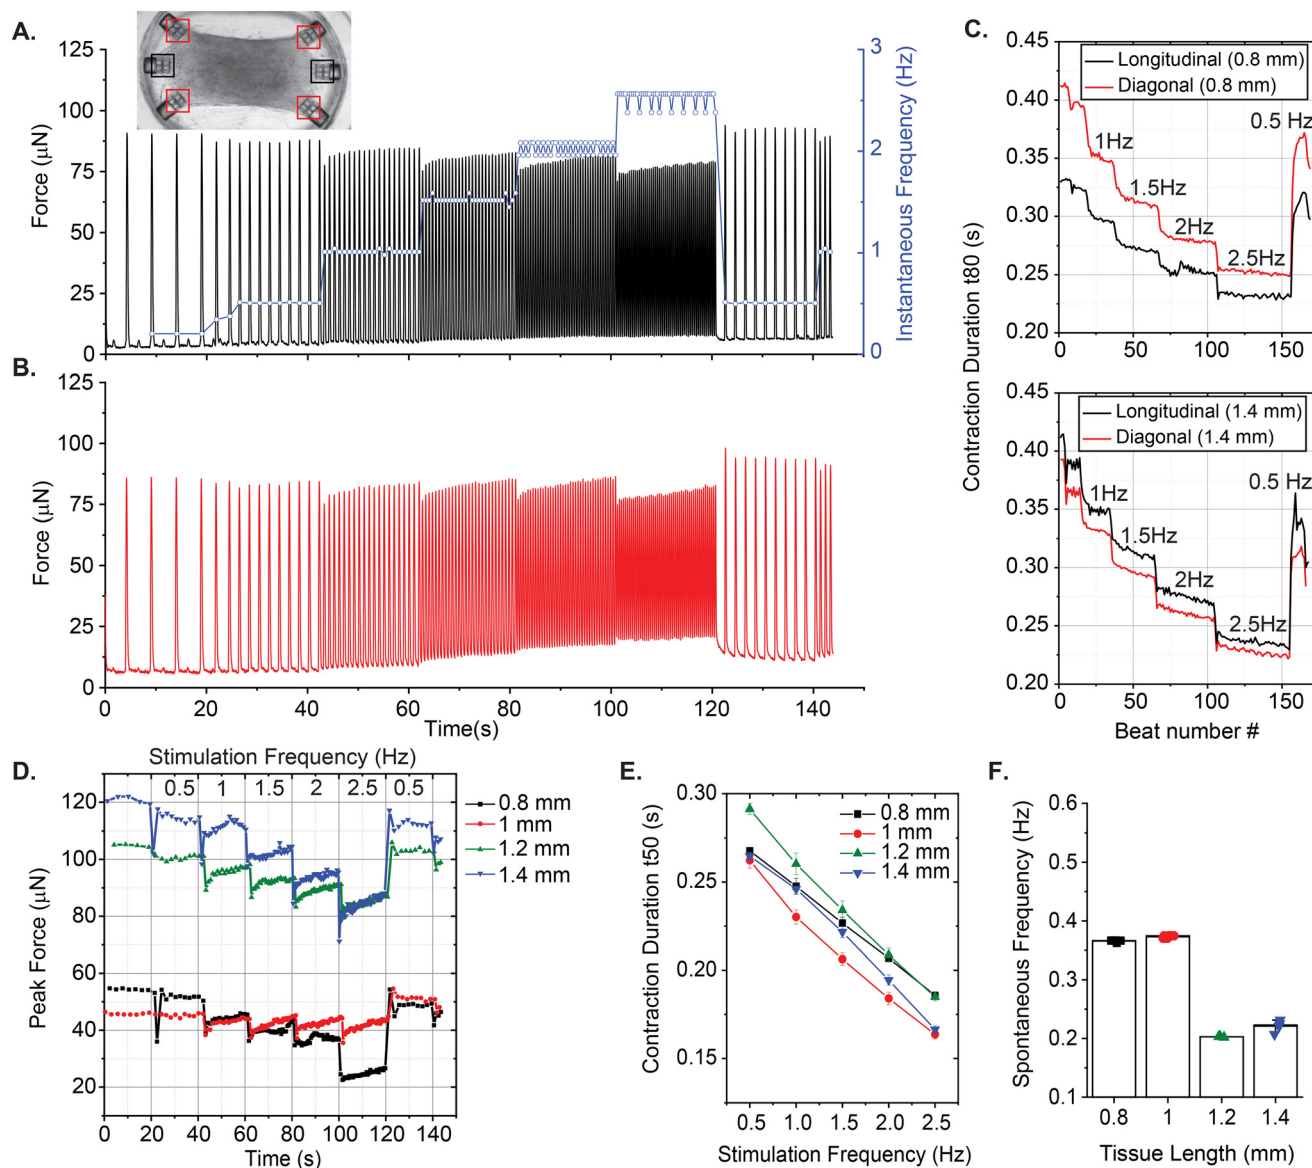 A.
125
100
75
50
25
0
Force (µN)
3
2
1
0
Instantaneous Frequency (Hz)
B.
125
100
75
50
25
0
Force (µN)
0 20 40 60 80 100 120 140
Time(s)
C.
Contraction Duration t80 (s)
0.45
0.40
0.35
0.30
0.25
0.20
Longitudinal (0.8 mm)
Diagonal (0.8 mm)
0.5 Hz
1Hz
1.5Hz
2Hz
2.5Hz
0 50 100 150
0.45
0.40
0.35
0.30
0.25
0.20
Longitudinal (1.4 mm)
Diagonal (1.4 mm)
0.5 Hz
1Hz
1.5Hz
2Hz
2.5Hz
0 50 100 150
Beat number #
D.
Stimulation Frequency (Hz)
0.5 1 1.5 2 2.5 0.5
120
100
80
60
40
20
Peak Force (µN)
0 20 40 60 80 100 120 140
Time (s)
0.8 mm
1 mm
1.2 mm
1.4 mm
E.
0.30
0.25
0.20
0.15
Contraction Duration t50 (s)
0.8 mm
1 mm
1.2 mm
1.4 mm
0.5 1.0 1.5 2.0 2.5
Stimulation Frequency (Hz)
F.
0.6
0.5
0.4
0.3
0.2
0.1
Spontaneous Frequency (Hz)
0.8 1 1.2 1.4
Tissue Length (mm)